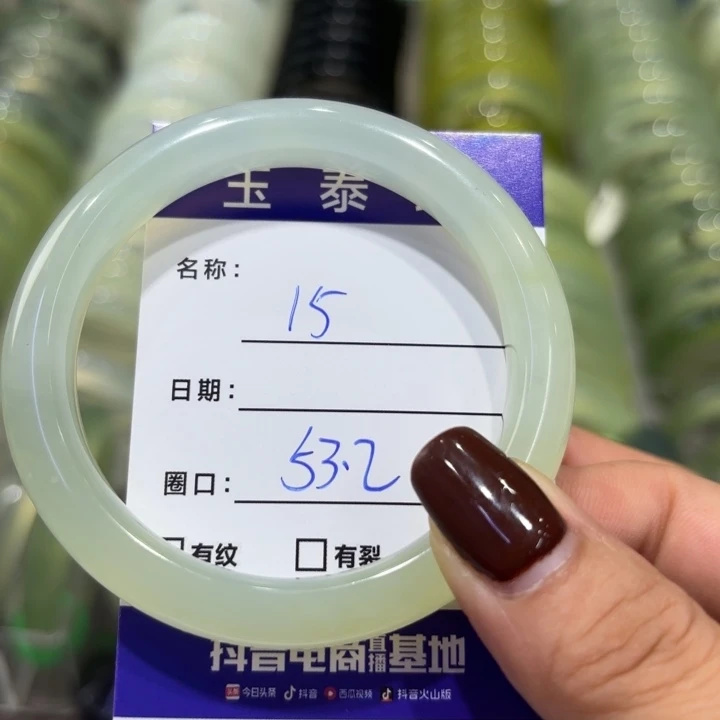 玉泰
名称：
15
日期：
圈口：
53.2
有纹 有裂
抖音电商直播基地
今日头条 抖音 西瓜视频 抖音火山版